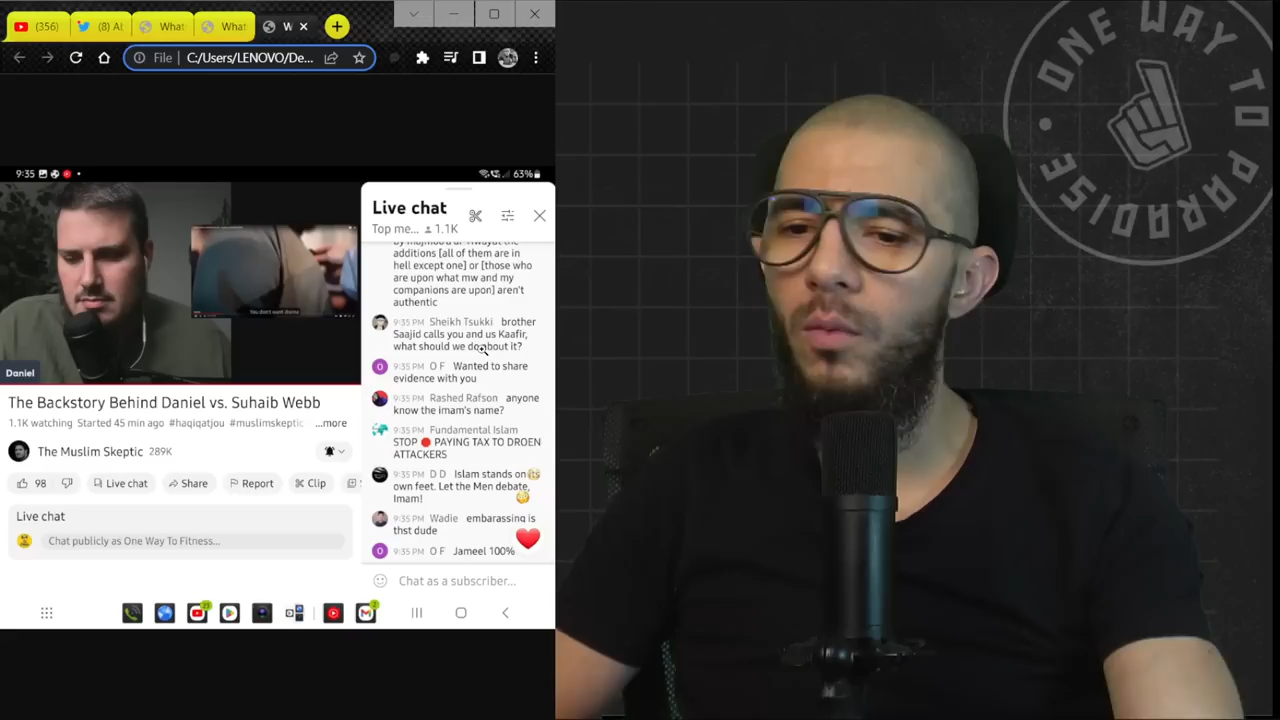 (356)
(8) Al
What
What
W
File
C:/Users/LENOVO/De...
9:35
63%
You didn't want drama
Daniel
The Backstory Behind Daniel vs. Suhaib Webb
1.1K watching Started 45 min ago #haqiqatjou #muslimskeptic ...more
The Muslim Skeptic 289K
98
Live chat
Share
Report
Clip
S
Live chat
Chat publicly as One Way To Fitness...
Live chat
Top me... 1.1K
additions [all of them are in
hell except one] or [those who
are upon what mw and my
companions are upon] aren't
authentic
9:35 PM Sheikh Tsukki brother
Saajid calls you and us Kaafir,
what should we do about it?
9:35 PM O F Wanted to share
evidence with you
9:35 PM Rashed Rafson anyone
know the imam's name?
9:35 PM Fundamental Islam
STOP 🔴 PAYING TAX TO DROEN
ATTACKERS
9:35 PM D D Islam stands on its
own feet. Let the Men debate,
Imam!
9:35 PM Wadie embarassing is
thst dude
9:35 PM O F Jameel 100%
Chat as a subscriber...
21
2
ONE WAY TO PARADISE